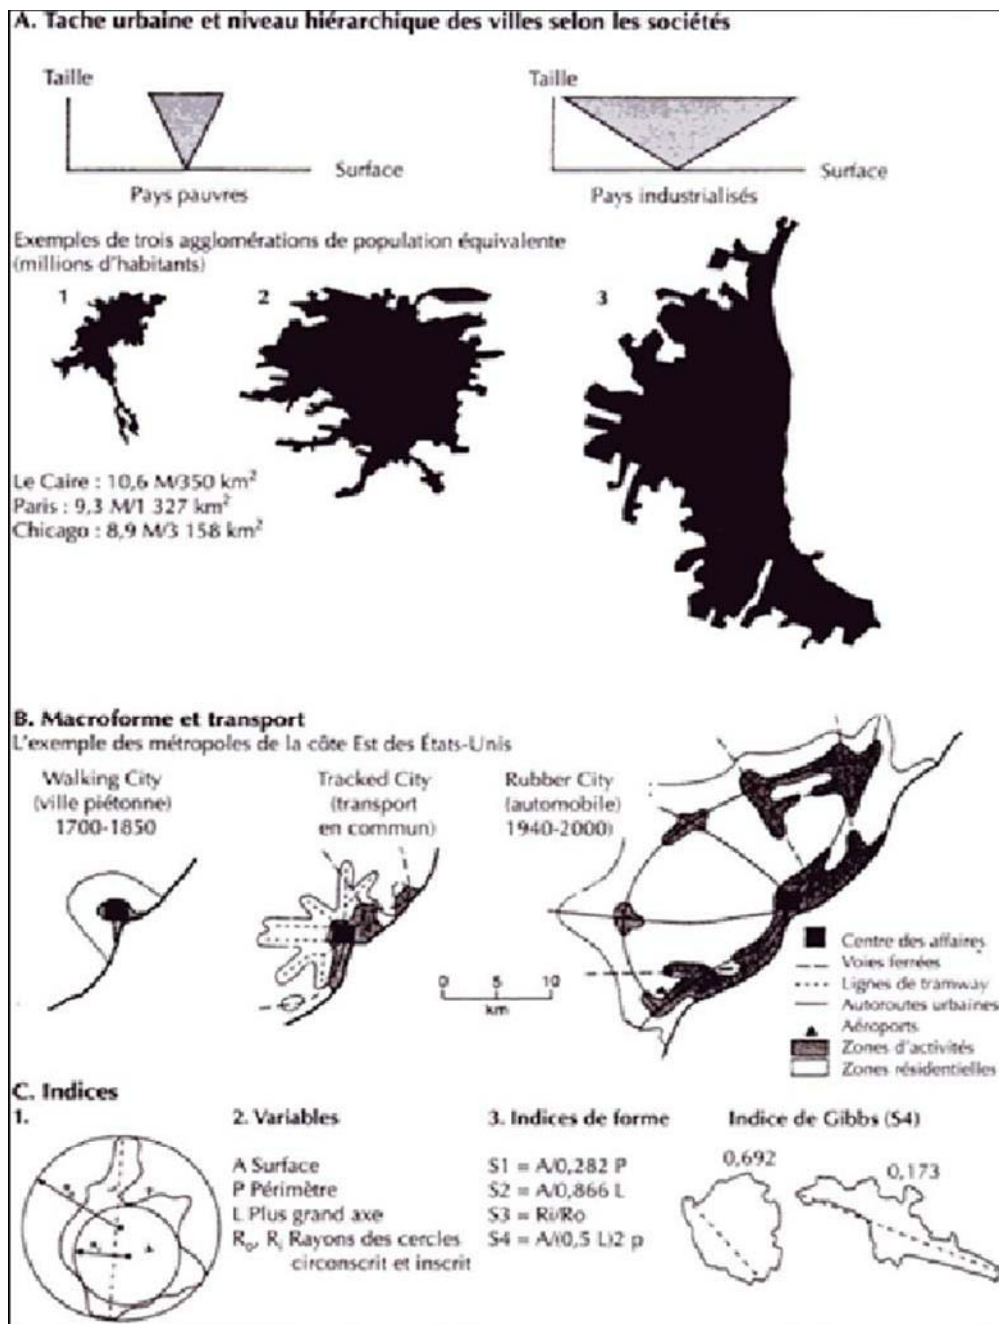 A. Tache urbaine et niveau hiérarchique des villes selon les sociétés
Taille
Surface
Pays pauvres
Taille
Surface
Pays industrialisés
Exemples de trois agglomérations de population équivalente
(millions d'habitants)
1
2
3
Le Caire : 10,6 M/350 km²
Paris : 9,3 M/1 327 km²
Chicago : 8,9 M/3 158 km²
B. Macroforme et transport
L'exemple des métropoles de la côte Est des États-Unis
Walking City
(ville piétonne)
1700-1850
Tracked City
(transport
en commun)
Rubber City
(automobile)
1940-2000)
0 5 10
km
Centre des affaires
Voies ferrées
Lignes de tramway
Autoroutes urbaines
Aéroports
Zones d'activités
Zones résidentielles
C. Indices
1.
2. Variables
A Surface
P Périmètre
L Plus grand axe
Ro, Ri Rayons des cercles
circonscrit et inscrit
3. Indices de forme
S1 = A/0,282 P
S2 = A/0,866 L
S3 = Ri/Ro
S4 = A/(0,5 L)2 p
Indice de Gibbs (S4)
0,692
0,173